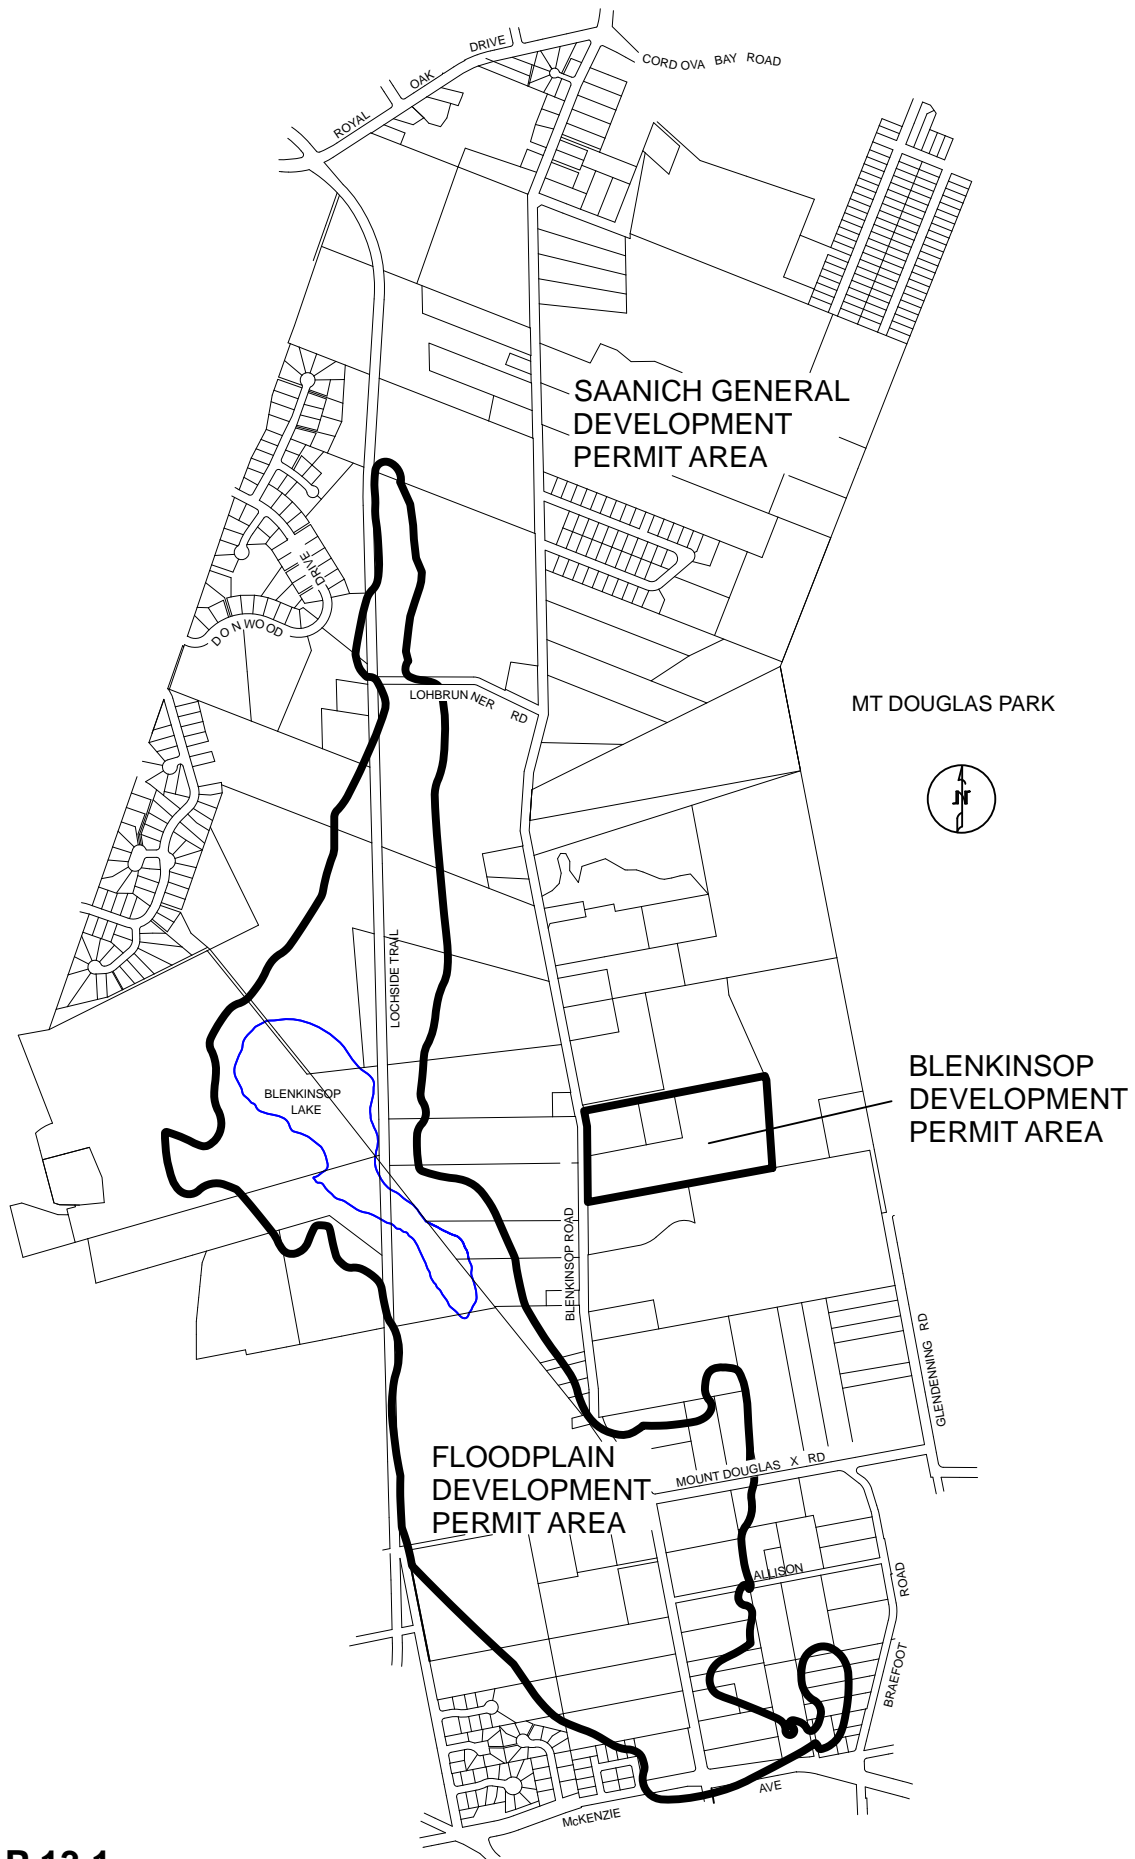 DRIVE
OAK
ROYAL
CORDOVA BAY ROAD
SAANICH GENERAL
DEVELOPMENT
PERMIT AREA
DRIVE
DONWOOD
LOHBRUNNER RD
MT DOUGLAS PARK
N
LOCHSIDE TRAIL
BLENKINSOP
LAKE
BLENKINSOP
DEVELOPMENT
PERMIT AREA
BLENKINSOP ROAD
GLENDENNING RD
FLOODPLAIN
DEVELOPMENT
PERMIT AREA
MOUNT DOUGLAS X RD
ALLISON
ROAD
BRAEFOOT
AVE
McKENZIE